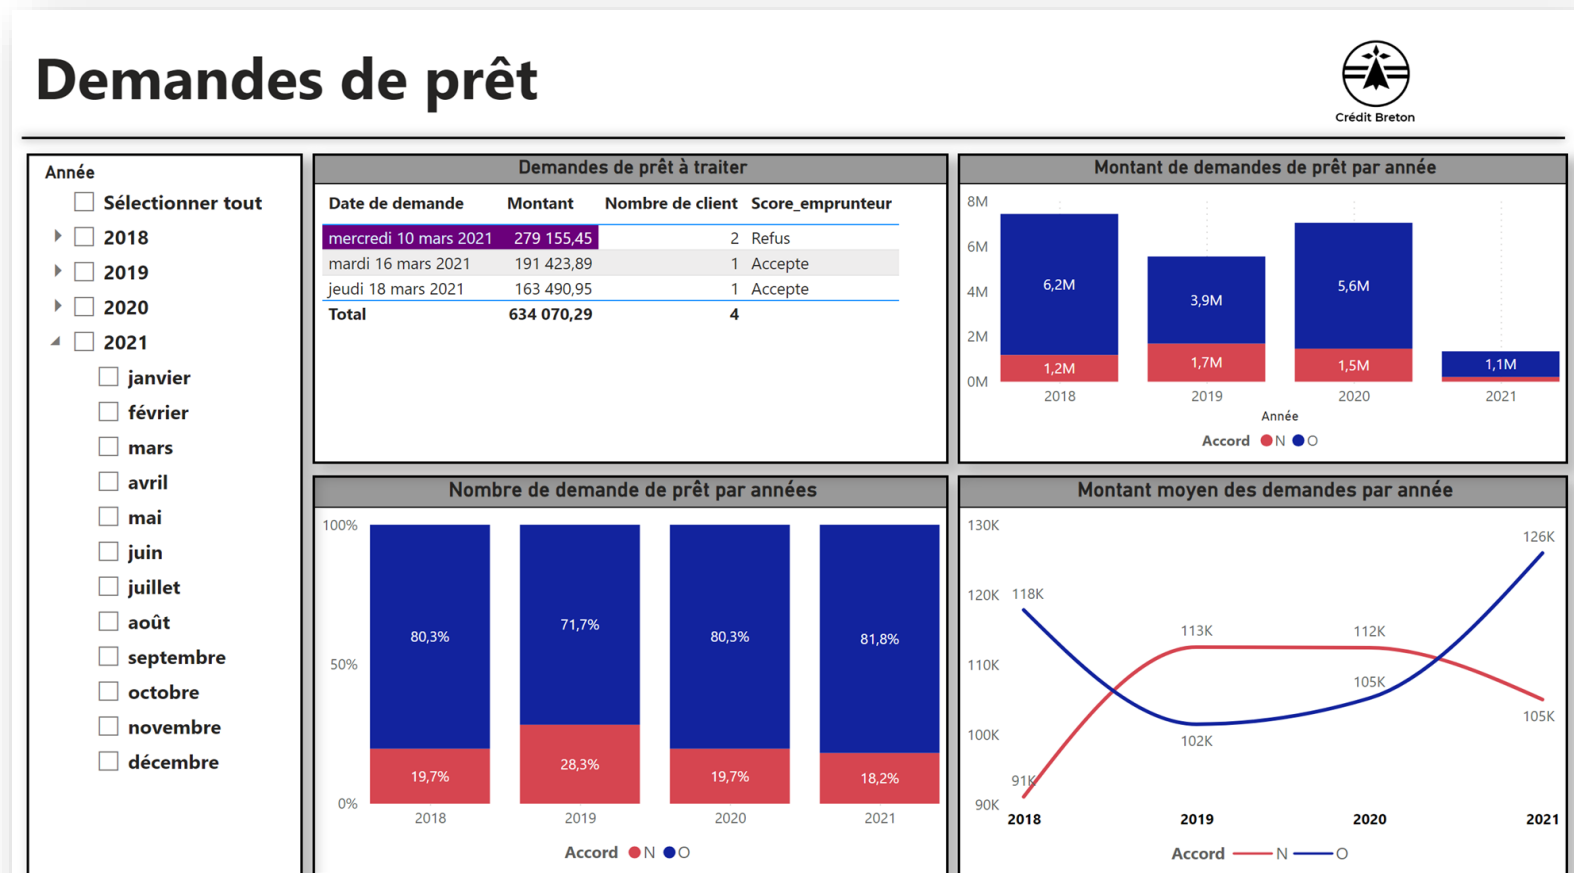 Demandes de prêt
Crédit Breton
Année
Sélectionner tout
2018
2019
2020
2021
janvier
février
mars
avril
mai
juin
juillet
août
septembre
octobre
novembre
décembre
Demandes de prêt à traiter
Date de demande Montant Nombre de client Score_emprunteur
mercredi 10 mars 2021 279 155,45 2 Refus
mardi 16 mars 2021 191 423,89 1 Accepte
jeudi 18 mars 2021 163 490,95 1 Accepte
Total 634 070,29 4
Montant de demandes de prêt par année
8M
6M
4M
2M
0M
6,2M 3,9M 5,6M 1,1M
1,2M 1,7M 1,5M
2018 2019 2020 2021
Année
Accord N O
Nombre de demande de prêt par années
100%
50%
0%
80,3% 71,7% 80,3% 81,8%
19,7% 28,3% 19,7% 18,2%
2018 2019 2020 2021
Accord N O
Montant moyen des demandes par année
130K
120K
110K
100K
90K
118K 102K 105K 126K
91K 113K 112K 105K
2018 2019 2020 2021
Accord N O